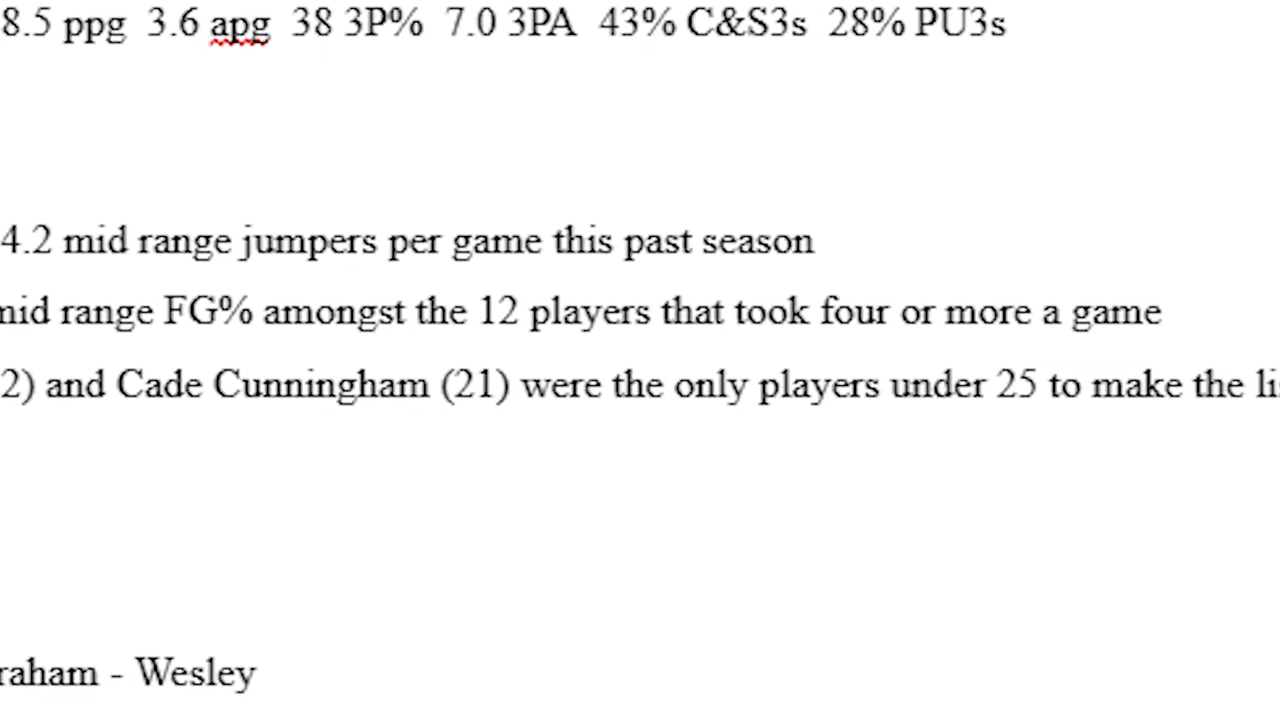 8.5 ppg 3.6 apg 38 3P% 7.0 3PA 43% C&S3s 28% PU3s
4.2 mid range jumpers per game this past season
mid range FG% amongst the 12 players that took four or more a game
2) and Cade Cunningham (21) were the only players under 25 to make the
raham - Wesley